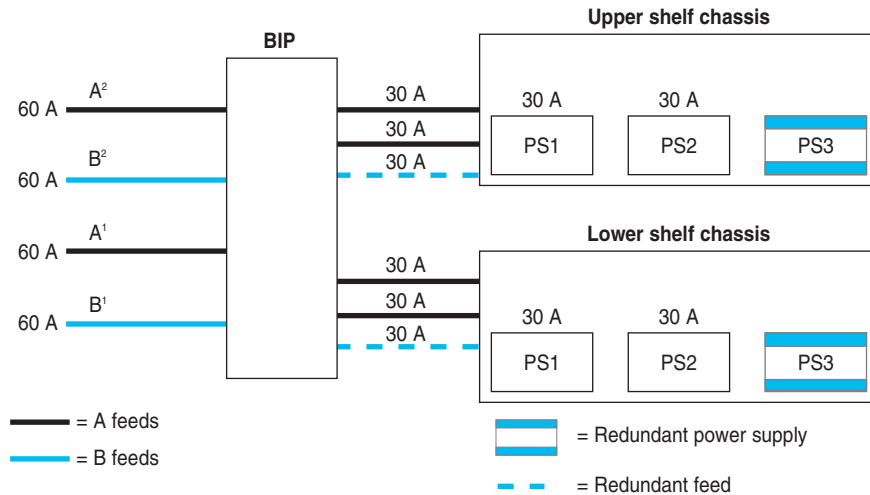 Upper shelf chassis
BIP
60 A A²
30 A
30 A
30 A
60 A B²
30 A 30 A
PS1 PS2 PS3
60 A A¹
Lower shelf chassis
30 A
30 A
30 A
60 A B¹
30 A 30 A
PS1 PS2 PS3
= A feeds
= B feeds
= Redundant power supply
= Redundant feed